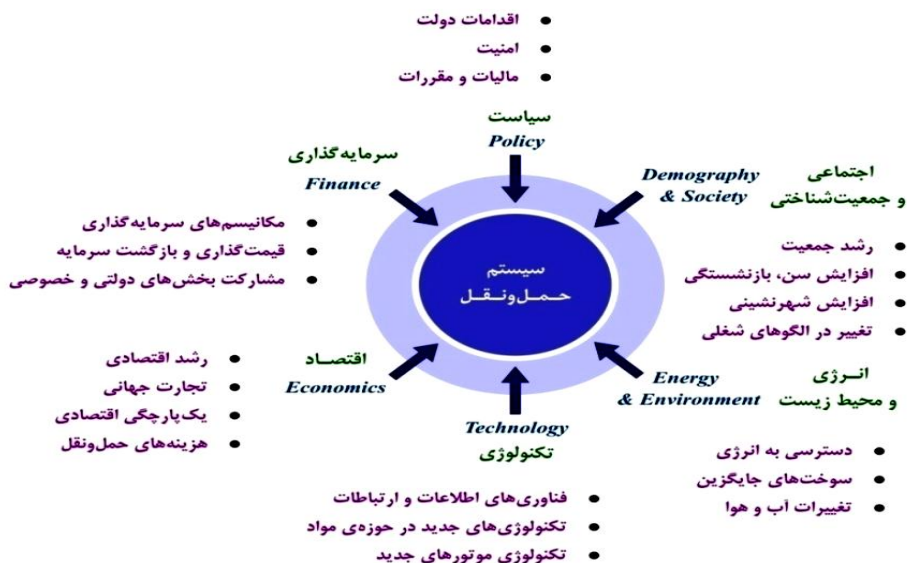 اقدامات دولت
امنیت
مالیات و مقررات
سیاست
Policy
سرمایه‌گذاری
Finance
مکانیسم‌های سرمایه‌گذاری
قیمت‌گذاری و بازگشت سرمایه
مشارکت بخش‌های دولتی و خصوصی
اجتماعی
و جمعیت‌شناختی
Demography
& Society
رشد جمعیت
افزایش سن، بازنشستگی
افزایش شهرنشینی
تغییر در الگوهای شغلی
سیستم
حمل‌ونقل
اقتصاد
Economics
رشد اقتصادی
تجارت جهانی
یک‌پارچگی اقتصادی
هزینه‌های حمل‌ونقل
انرژی
و محیط زیست
Energy
& Environment
دسترسی به انرژی
سوخت‌های جایگزین
تغییرات آب و هوا
Technology
تکنولوژی
فناوری‌های اطلاعات و ارتباطات
تکنولوژی‌های جدید در حوزه‌ی مواد
تکنولوژی موتورهای جدید